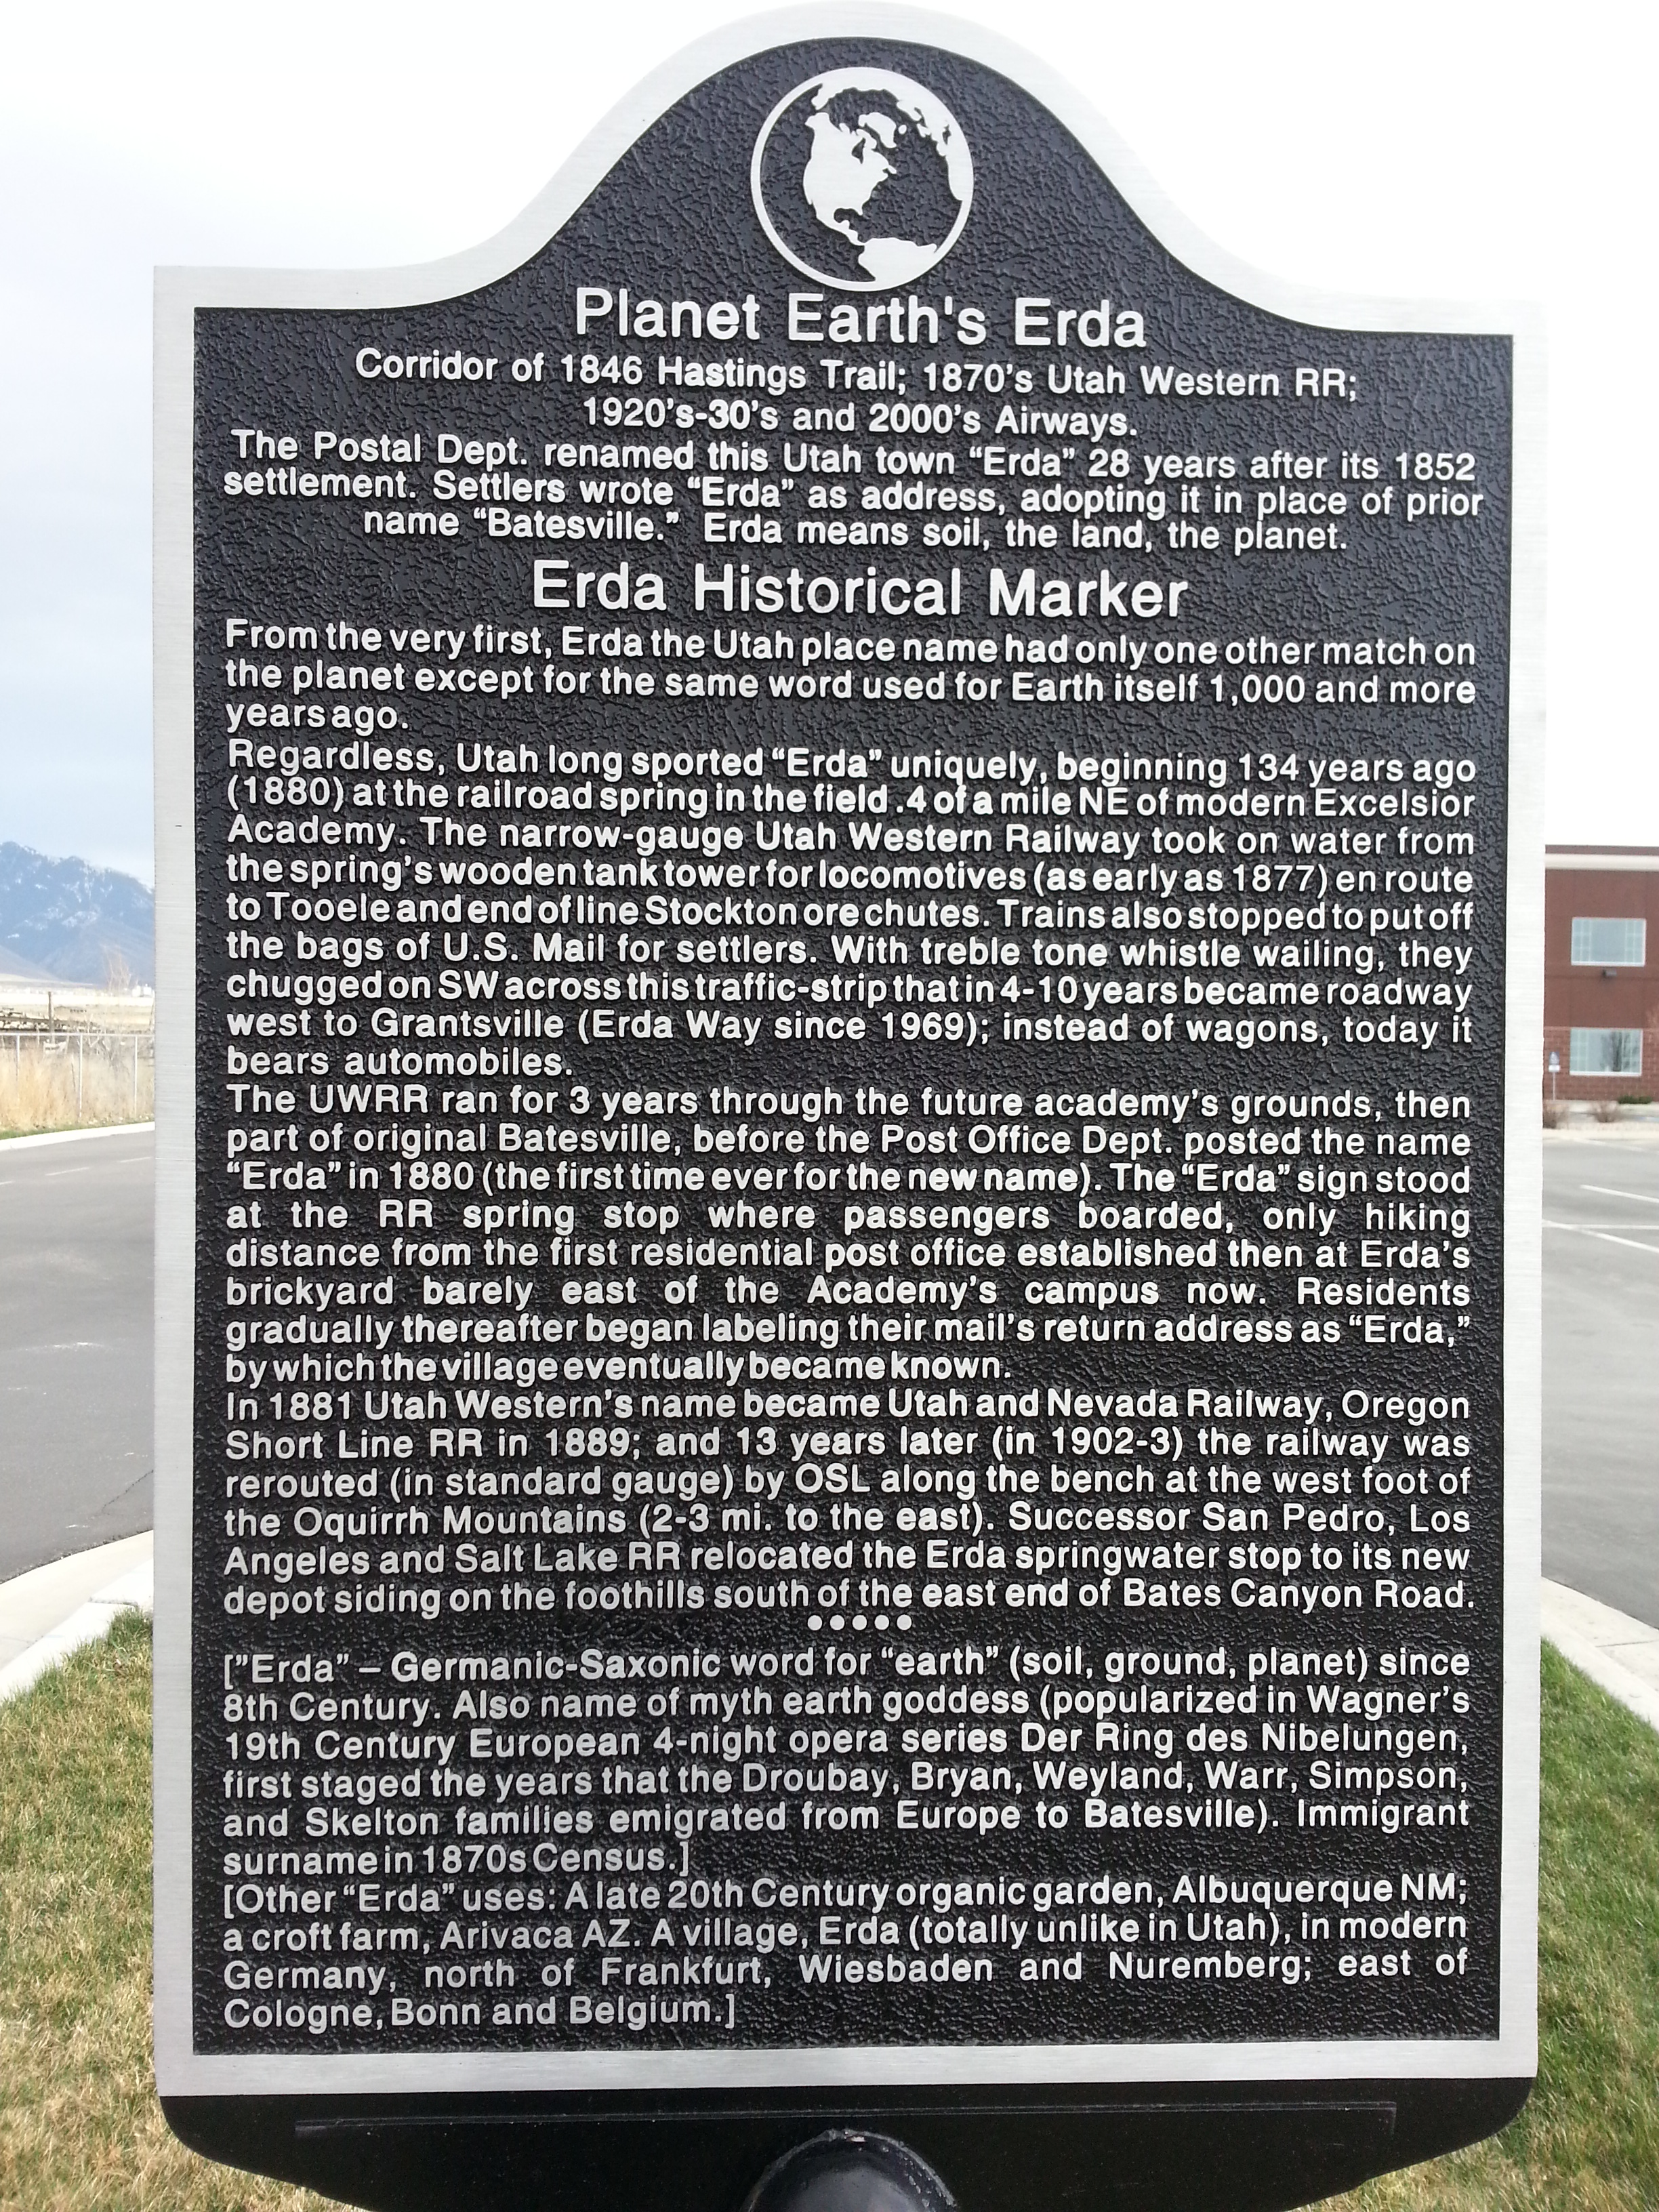 Planet Earth's Erda
Corridor of 1846 Hastings Trail; 1870's Utah Western RR;
1920's-30's and 2000's Airways.
The Postal Dept. renamed this Utah town “Erda” 28 years after its 1852
settlement. Settlers wrote “Erda” as address, adopting it in place of prior
name “Batesville.” Erda means soil, the land, the planet.
Erda Historical Marker
From the very first, Erda the Utah place name had only one other match on
the planet except for the same word used for Earth itself 1,000 and more
years ago.
Regardless, Utah long sported “Erda” uniquely, beginning 134 years ago
(1880) at the railroad spring in the field .4 of a mile NE of modern Excelsior
Academy. The narrow-gauge Utah Western Railway took on water from
the spring's wooden tank tower for locomotives (as early as 1877) en route
to Tooele and end of line Stockton ore chutes. Trains also stopped to put off
the bags of U.S. Mail for settlers. With treble tone whistle wailing, they
chugged on SW across this traffic-strip that in 4-10 years became roadway
west to Grantsville (Erda Way since 1969); instead of wagons, today it
bears automobiles.
The UWRR ran for 3 years through the future academy's grounds, then
part of original Batesville, before the Post Office Dept. posted the name
“Erda” in 1880 (the first time ever for the new name). The “Erda” sign stood
at the RR spring stop where passengers boarded, only hiking
distance from the first residential post office established then at Erda's
brickyard barely east of the Academy's campus now. Residents
gradually thereafter began labeling their mail's return address as “Erda,”
by which the village eventually became known.
In 1881 Utah Western's name became Utah and Nevada Railway, Oregon
Short Line RR in 1889; and 13 years later (in 1902-3) the railway was
rerouted (in standard gauge) by OSL along the bench at the west foot of
the Oquirrh Mountains (2-3 mi. to the east). Successor San Pedro, Los
Angeles and Salt Lake RR relocated the Erda springwater stop to its new
depot siding on the foothills south of the east end of Bates Canyon Road.
•••••
[”Erda” – Germanic-Saxonic word for “earth” (soil, ground, planet) since
8th Century. Also name of myth earth goddess (popularized in Wagner's
19th Century European 4-night opera series Der Ring des Nibelungen,
first staged the years that the Droubay, Bryan, Weyland, Warr, Simpson,
and Skelton families emigrated from Europe to Batesville). Immigrant
surname in 1870s Census.]
[Other “Erda” uses: A late 20th Century organic garden, Albuquerque NM;
a croft farm, Arivaca AZ. A village, Erda (totally unlike in Utah), in modern
Germany, north of Frankfurt, Wiesbaden and Nuremberg; east of
Cologne, Bonn and Belgium.]